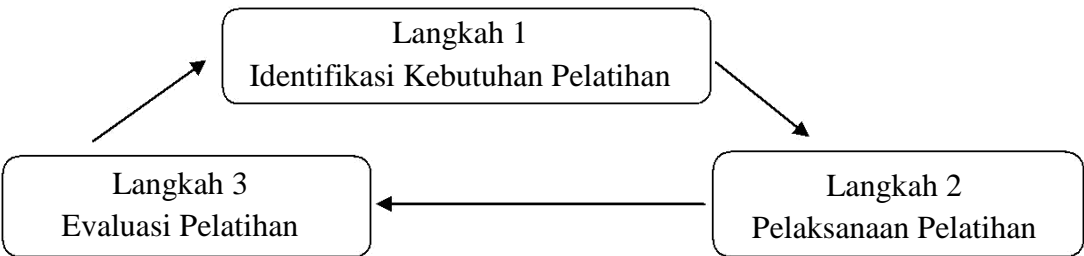 Langkah 1
Identifikasi Kebutuhan Pelatihan
Langkah 3
Evaluasi Pelatihan
Langkah 2
Pelaksanaan Pelatihan